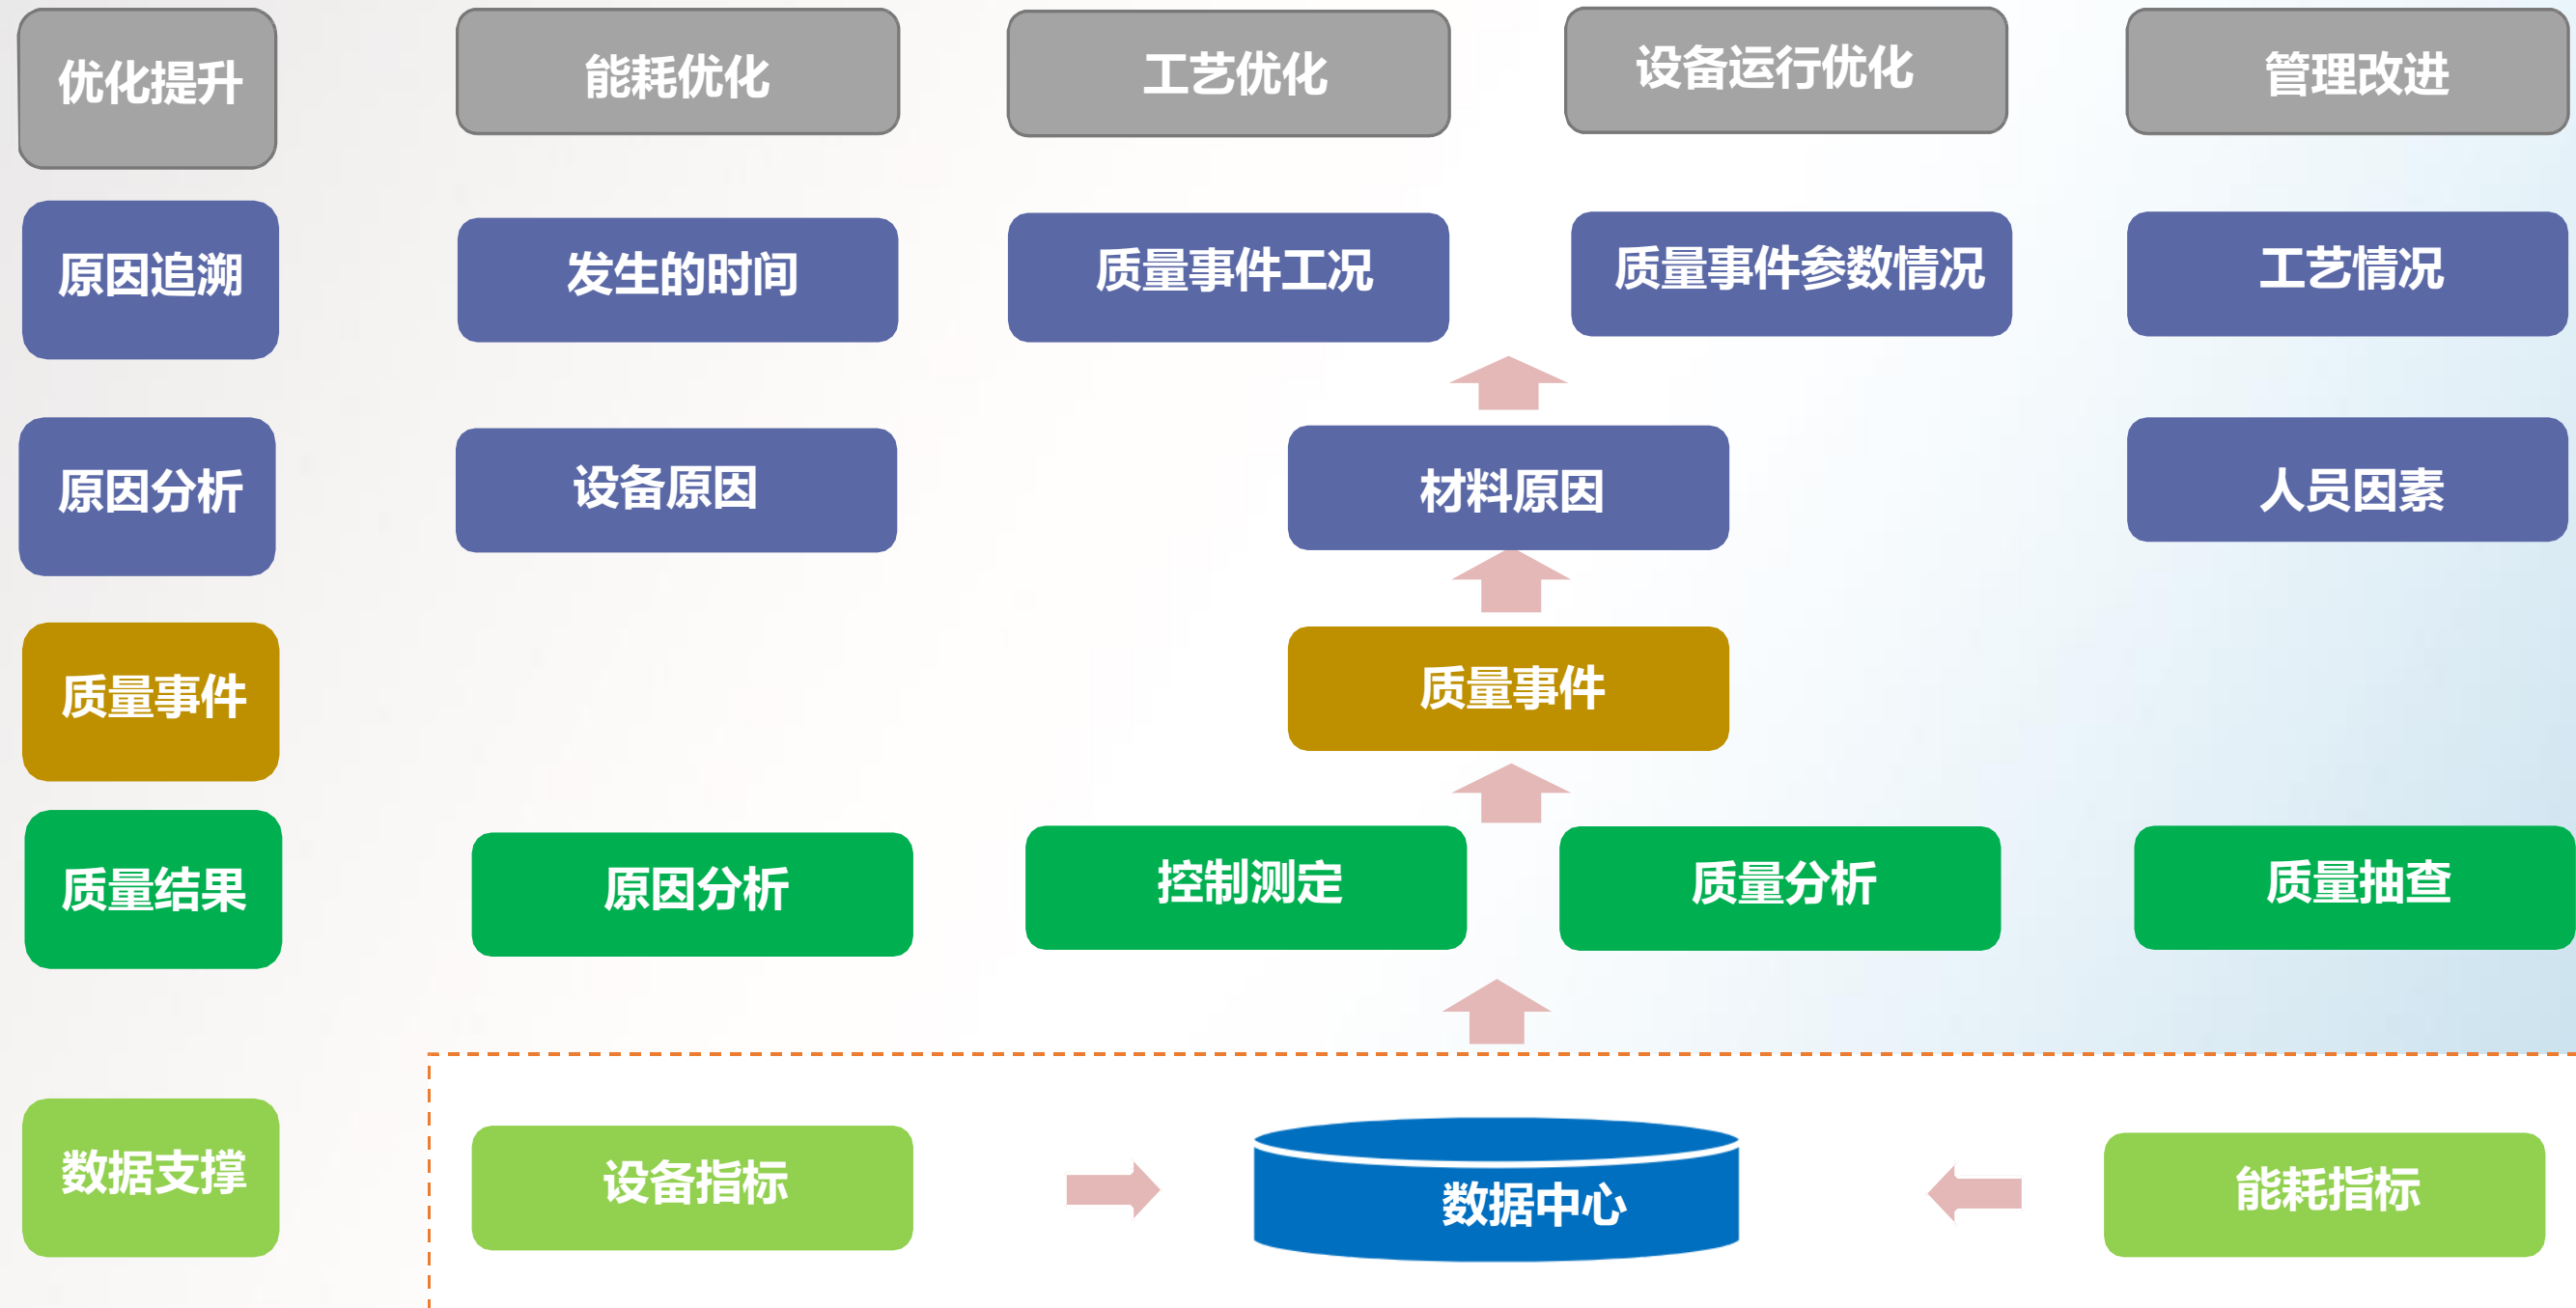 优化提升
能耗优化
工艺优化
设备运行优化
管理改进
原因追溯
发生的时间
质量事件工况
质量事件参数情况
工艺情况
原因分析
设备原因
材料原因
人员因素
质量事件
质量事件
质量结果
原因分析
控制测定
质量分析
质量抽查
数据支撑
设备指标
数据中心
能耗指标